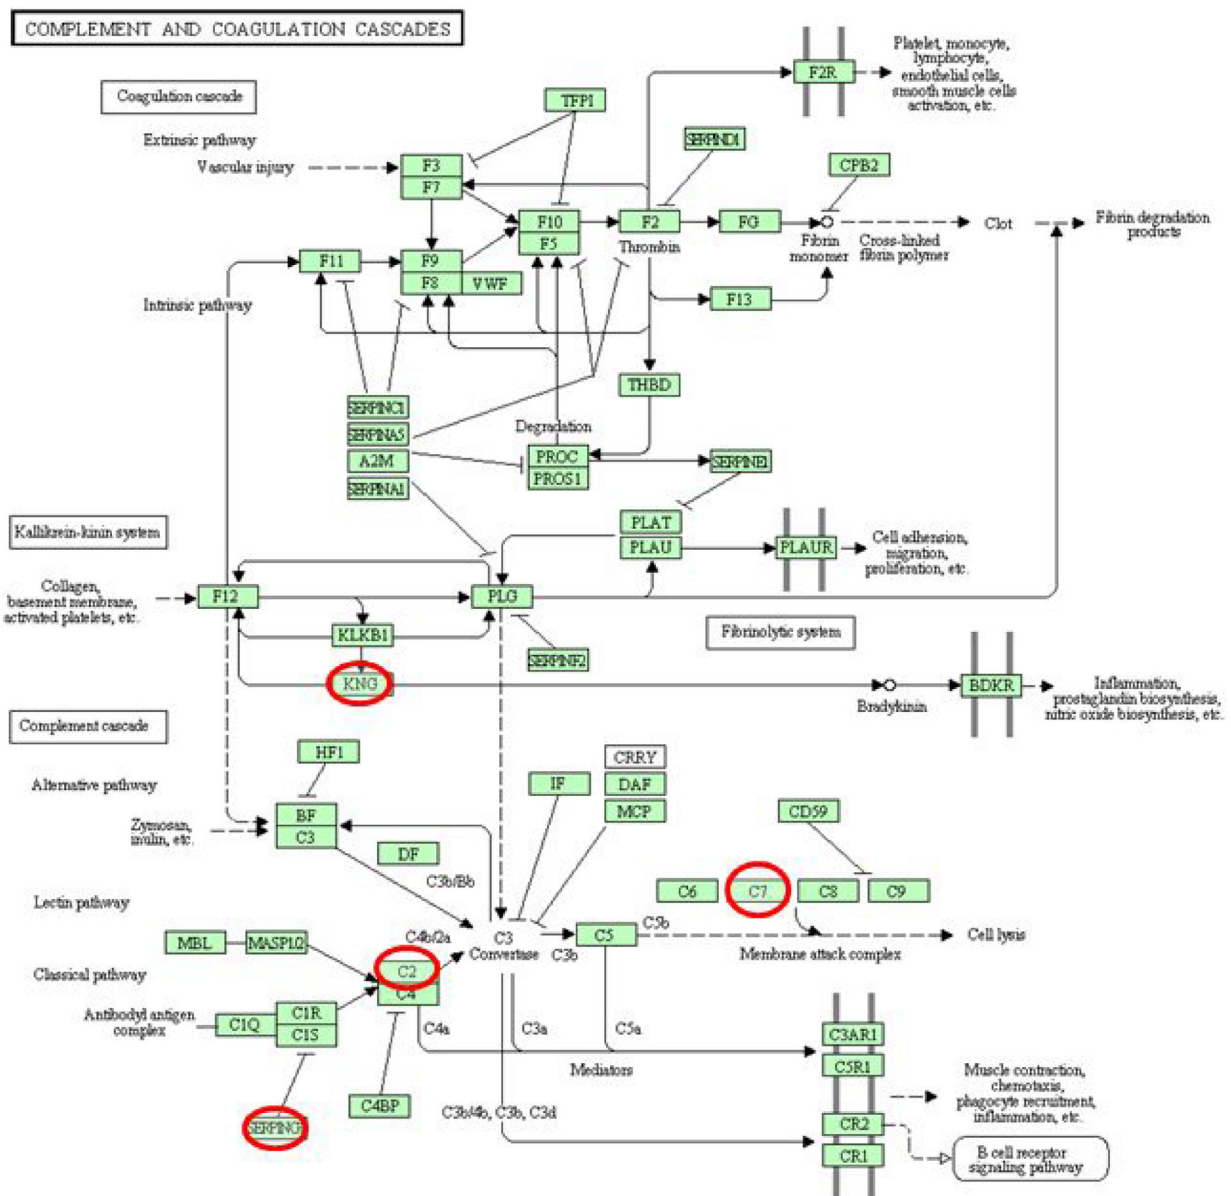 COMPLEMENT AND COAGULATION CASCADES
Platelet, monocyte,
lymphocyte,
endothelial cells,
smooth muscle cells
activation, etc.
F2R
Coagulation cascade
TFPI
Extrinsic pathway
SERPIND1
Vascular injury
F3
F7
CPB2
F10
F5
F2
Thrombin
FG
Fibrin
monomer
Cross-linked
fibrin polymer
Clot
Fibrin degradation
products
F11
F9
F8
VWF
F13
Intrinsic pathway
THBD
SERPINC1
SERPINA5
A2M
SERPINA1
Degradation
PROC
PROS1
SERPINE1
Kallikrein-kinin system
PLAT
PLAU
PLAUR
Cell adhension,
migration,
proliferation, etc.
Collagen,
basement membrane,
activated platelets, etc.
F12
PLG
KLKB1
Fibrinolytic system
SERPINF2
KNG
Bradykinin
BDKR
Inflammation,
prostaglandin biosynthesis,
nitric oxide biosynthesis, etc.
Complement cascade
HF1
CRRY
DAF
MCP
IF
Alternative pathway
CD59
BF
C3
Zymosan,
inulin, etc.
DF
C3b/Bb
C6
C7
C8
C9
Lectin pathway
C5b
MBL
MASP1/2
C4b/2a
C3
Convertase
C3b
C5
Membrane attack complex
Cell lysis
Classical pathway
C2
C4
Antibodyl antigen
complex
C1Q
C1R
C1S
C4a
C3a
C5a
Mediators
C3AR1
C5R1
Muscle contraction,
chemotaxis,
phagocyte recruitment,
inflammation, etc.
SERPING
C4BP
C3b/4b, C3b, C3d
CR2
CR1
B cell receptor
signaling pathway